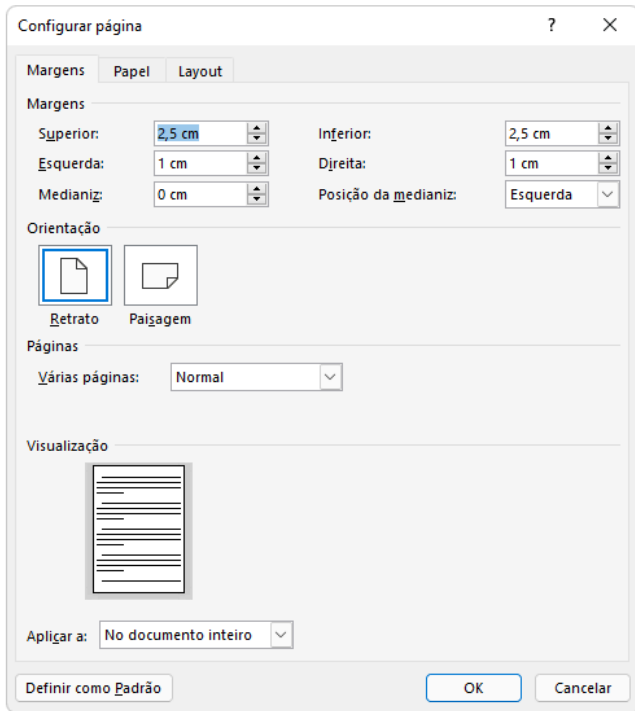 Configurar página ?
Margens Papel Layout
Margens
Superior: 2,5 cm Inferior: 2,5 cm
Esquerda: 1 cm Direita: 1 cm
Medianiz: 0 cm Posição da medianiz: Esquerda
Orientação
Retrato Paisagem
Páginas
Várias páginas: Normal
Visualização
Aplicar a: No documento inteiro
Definir como Padrão OK Cancelar